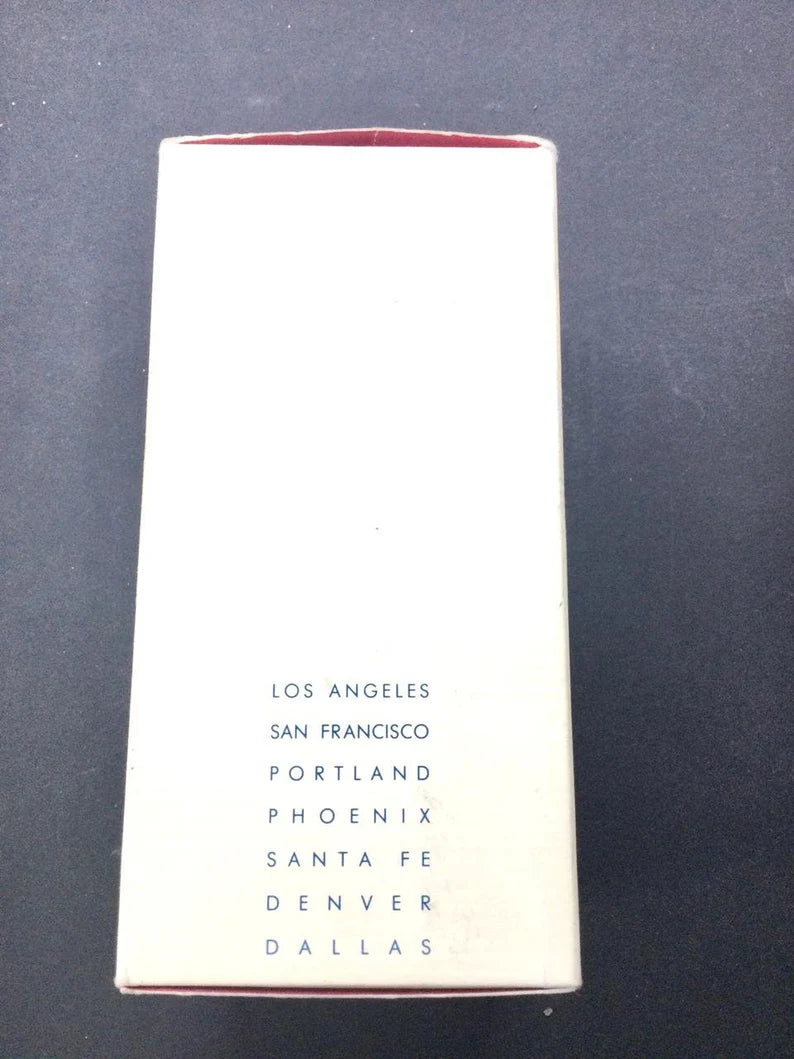 LOS ANGELES
SAN FRANCISCO
PORTLAND
PHOENIX
SANTA FE
DENVER
DALLAS